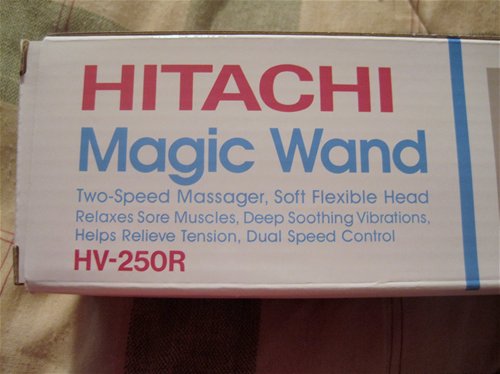 HITACHI
Magic Wand
Two-Speed Massager, Soft Flexible Head
Relaxes Sore Muscles, Deep Soothing Vibrations,
Helps Relieve Tension, Dual Speed Control
HV-250R